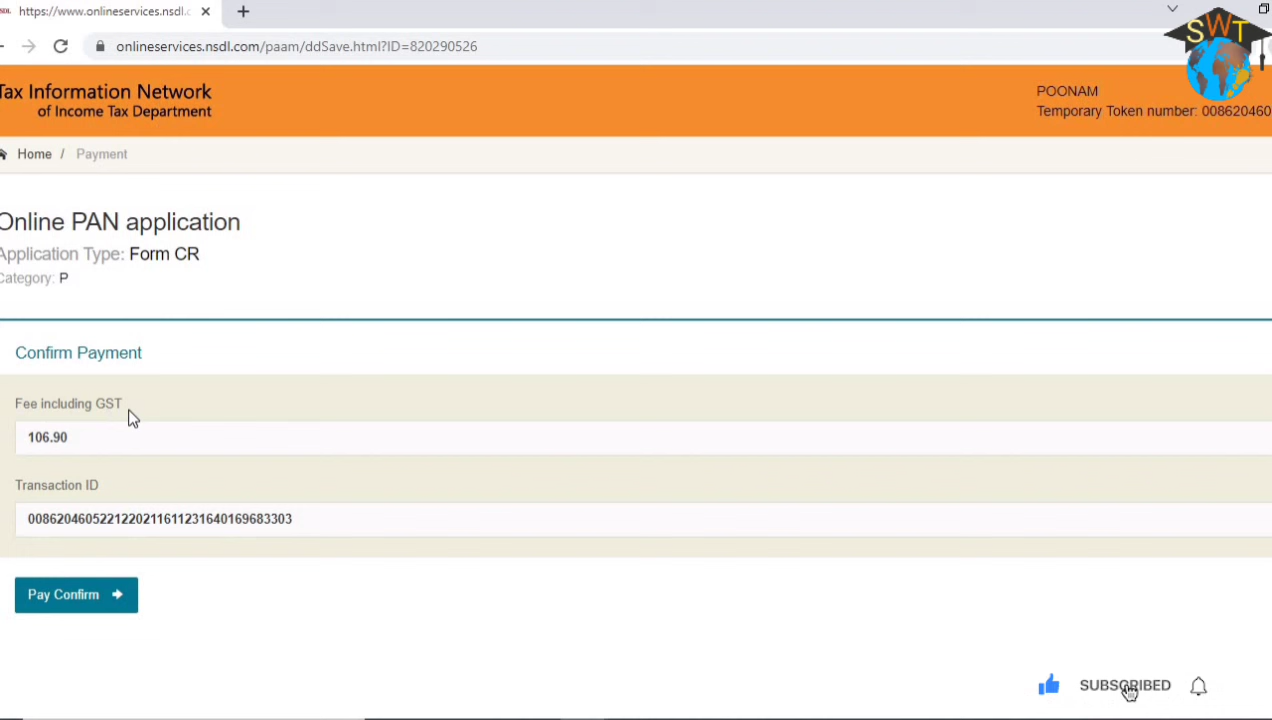 https://www.onlineservices.nsdl.c
onlineservices.nsdl.com/paam/ddSave.html?ID=820290526
SWT
Tax Information Network
of Income Tax Department
POONAM
Temporary Token number: 008620460
Home / Payment
Online PAN application
Application Type: Form CR
Category: P
Confirm Payment
Fee including GST
106.90
Transaction ID
00862046052212202116112316401696833​03
Pay Confirm
SUBSCRIBED